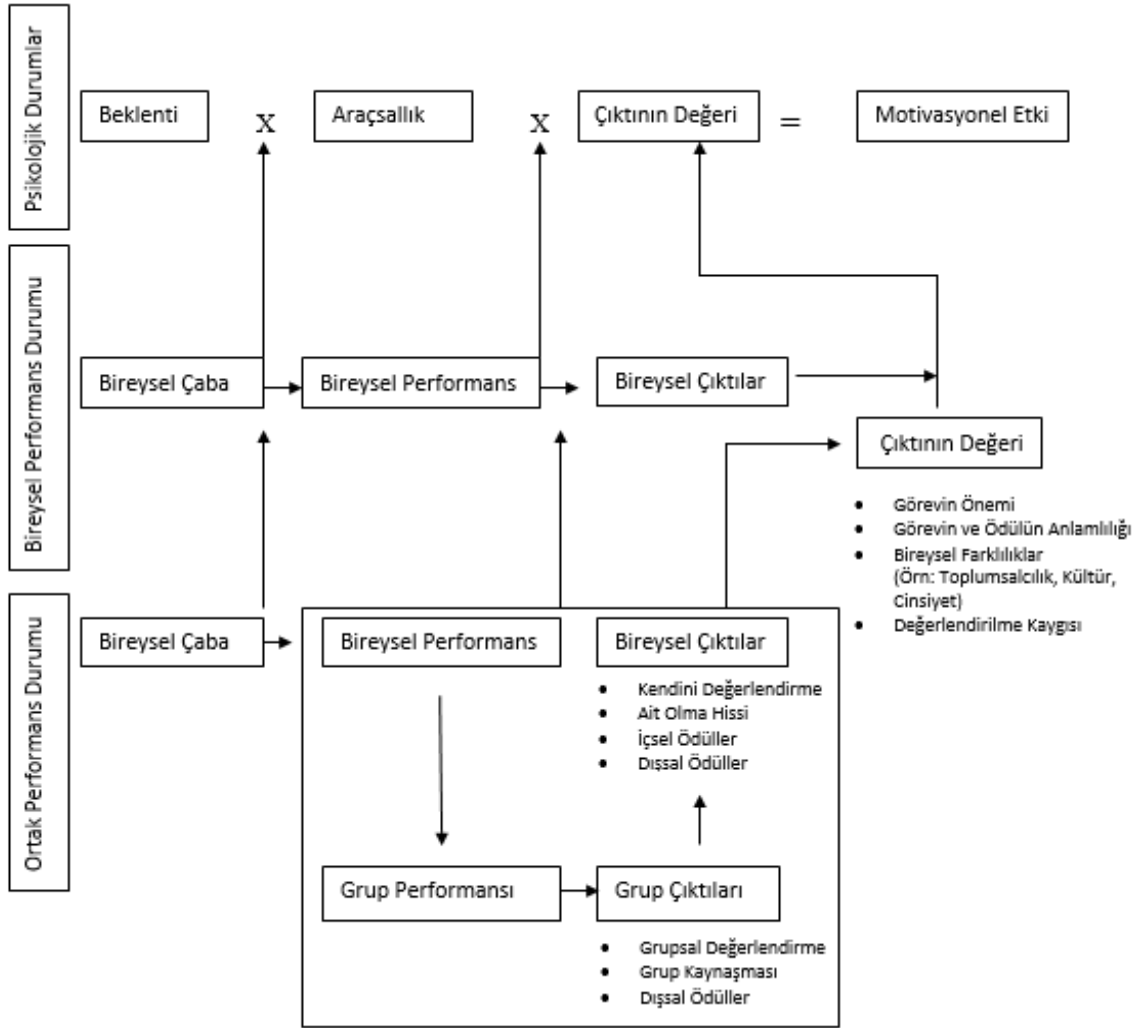 Psikolojik Durumlar
Beklenti
X
Araçsallık
X
Çıktının Değeri
=
Motivasyonel Etki
Bireysel Performans Durumu
Bireysel Çaba
Bireysel Performans
Bireysel Çıktılar
Çıktının Değeri
• Görevin Önemi
• Görevin ve Ödülün Anlamlılığı
• Bireysel Farklılıklar
(Örn: Toplumsalcılık, Kültür,
Cinsiyet)
• Değerlendirilme Kaygısı
Ortak Performans Durumu
Bireysel Çaba
Bireysel Performans
Bireysel Çıktılar
• Kendini Değerlendirme
• Ait Olma Hissi
• İçsel Ödüller
• Dışsal Ödüller
Grup Performansı
Grup Çıktıları
• Grupsal Değerlendirme
• Grup Kaynaşması
• Dışsal Ödüller